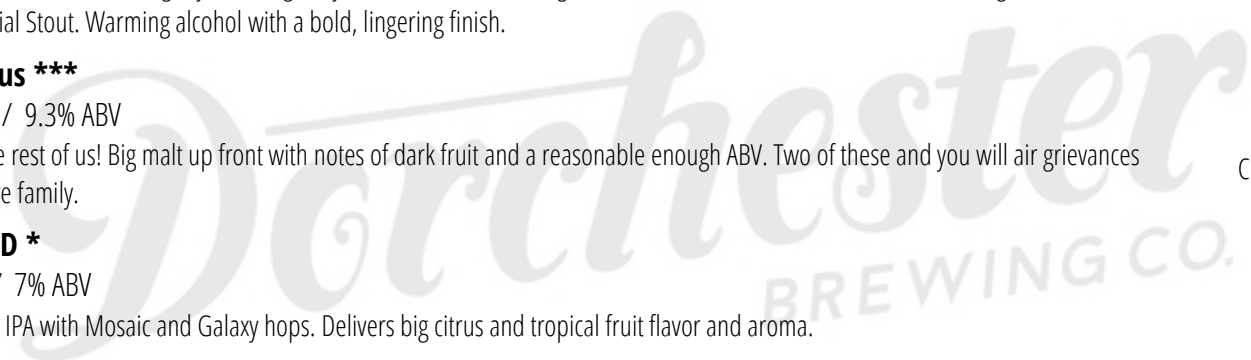 ial Stout. Warming alcohol with a bold, lingering finish.
us ***
/ 9.3% ABV
e rest of us! Big malt up front with notes of dark fruit and a reasonable enough ABV. Two of these and you will air grievances
C
e family.
D *
/ 7% ABV
IPA with Mosaic and Galaxy hops. Delivers big citrus and tropical fruit flavor and aroma.
Dorchester
BREWING CO.